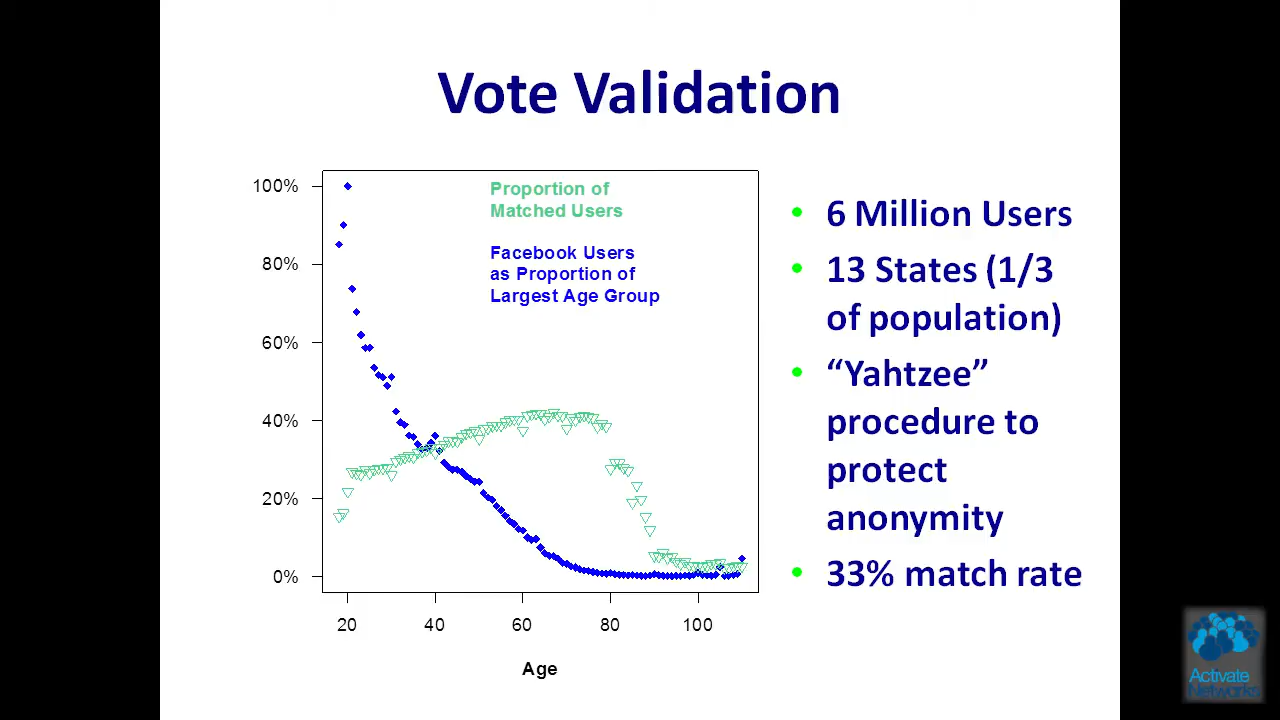 Vote Validation
100%
80%
60%
40%
20%
0%
20 40 60 80 100
Age
Proportion of
Matched Users
Facebook Users
as Proportion of
Largest Age Group
• 6 Million Users
• 13 States (1/3
of population)
• “Yahtzee”
procedure to
protect
anonymity
• 33% match rate
Activate
Networks